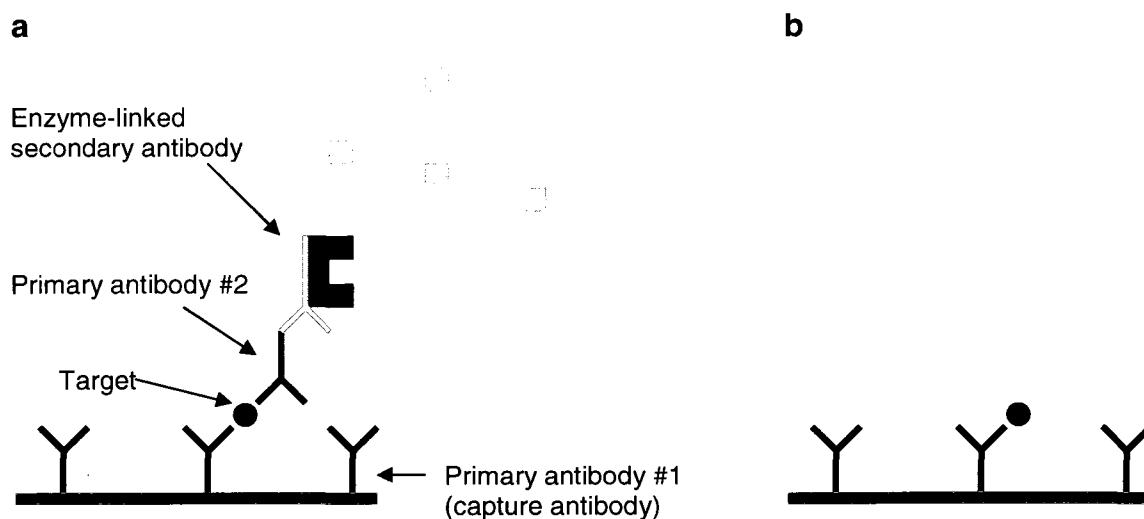 a
b
Enzyme-linked
secondary antibody
Primary antibody #2
Target
Primary antibody #1
(capture antibody)